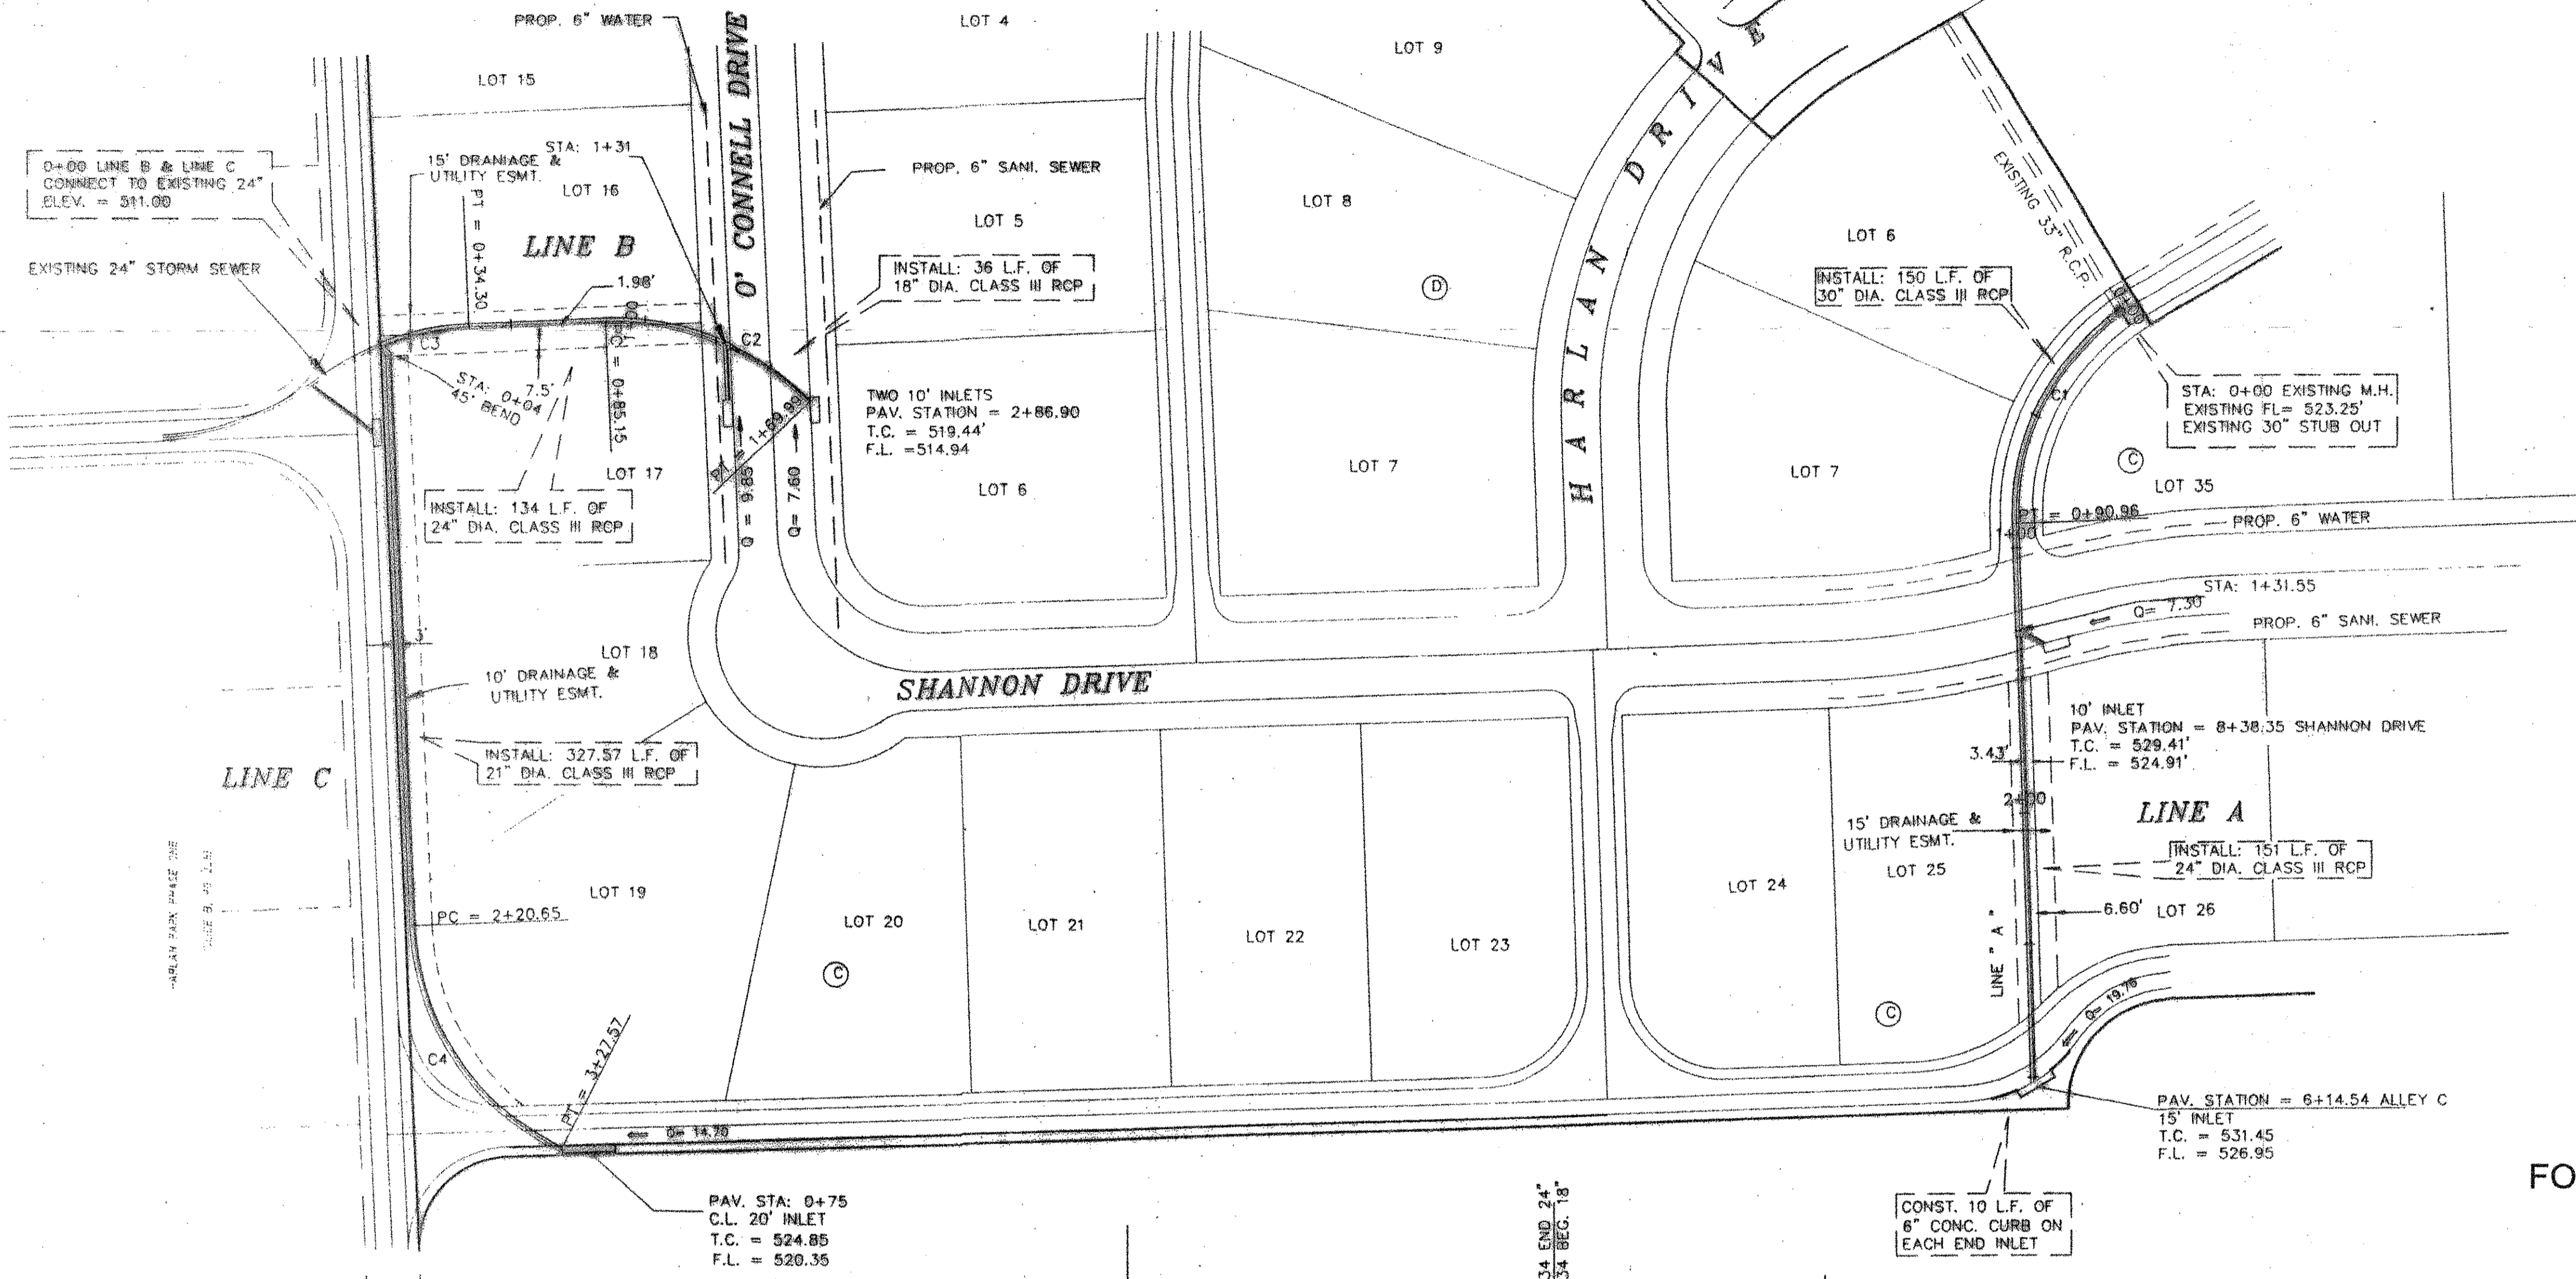 PROP. 6" WATER
O' CONNELL DRIVE
LOT 4
LOT 9
HARLAN DRIVE
LOT 15
0+00 LINE B & LINE C
CONNECT TO EXISTING 24"
ELEV. = 511.00
15' DRANIAGE &
UTILITY ESMT.
STA: 1+31
LOT 16
PROP. 6" SANI. SEWER
LOT 5
LOT 8
LOT 6
EXISTING 33" R.C.P.
PT = 0+34.30
LINE B
EXISTING 24" STORM SEWER
1.98'
INSTALL: 36 L.F. OF
18" DIA. CLASS III RCP
D
INSTALL: 150 L.F. OF
30" DIA. CLASS III RCP
0+00
C3
C2
PC = 0+85.15
7.5'
STA: 0+04
45° BEND
TWO 10' INLETS
PAV. STATION = 2+86.90
T.C. = 519.44'
F.L. =514.94
C1
STA: 0+00 EXISTING M.H.
EXISTING FL= 523.25'
EXISTING 30" STUB OUT
PT = 1+69.99
Q = 9.85
Q= 7.60
LOT 17
LOT 6
LOT 7
LOT 7
C
LOT 35
INSTALL: 134 L.F. OF
24" DIA. CLASS III RCP
PT = 0+90.96
1+00
PROP. 6" WATER
STA: 1+31.55
Q= 7.30
PROP. 6" SANI. SEWER
3'
LOT 18
10' DRAINAGE &
UTILITY ESMT.
SHANNON DRIVE
10' INLET
PAV. STATION = 8+38.35 SHANNON DRIVE
T.C. = 529.41'
F.L. = 524.91'
3.43'
INSTALL: 327.57 L.F. OF
21" DIA. CLASS III RCP
LINE C
2+00
LINE A
15' DRAINAGE &
UTILITY ESMT.
INSTALL: 151 L.F. OF
24" DIA. CLASS III RCP
LOT 25
LOT 24
LOT 19
PC = 2+20.65
LOT 20
LOT 21
LOT 22
LOT 23
6.60'
LOT 26
LINE " A "
C
C
Q= 19.76
C4
PT = 3+27.57
Q= 14.70
PAV. STATION = 6+14.54 ALLEY C
15' INLET
T.C. = 531.45
F.L. = 526.95
FO
PAV. STA: 0+75
C.L. 20' INLET
T.C. = 524.85
F.L. = 520.35
34 END 24"
34 BEG. 18"
CONST. 10 L.F. OF
6" CONC. CURB ON
EACH END INLET